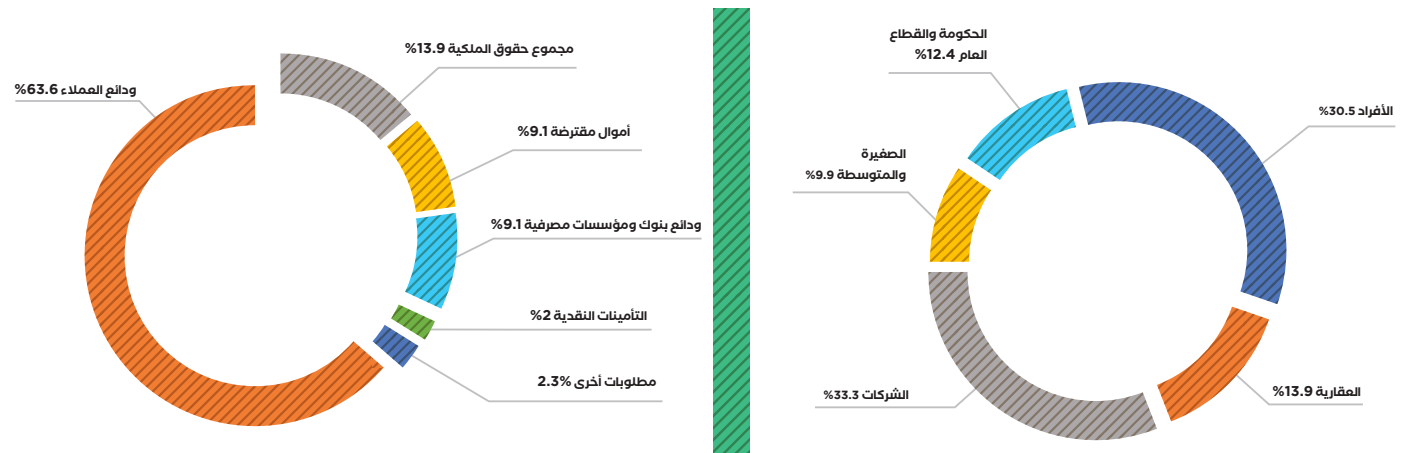 الحكومة والقطاع
العام 12.4%
الأفراد 30.5%
الصغيرة
والمتوسطة 9.9%
العقارية 13.9%
الشركات 33.3%
مجموع حقوق الملكية 13.9%
ودائع العملاء 63.6%
أموال مقترضة 9.1%
ودائع بنوك ومؤسسات مصرفية 9.1%
التأمينات النقدية 2%
مطلوبات أخرى 2.3%